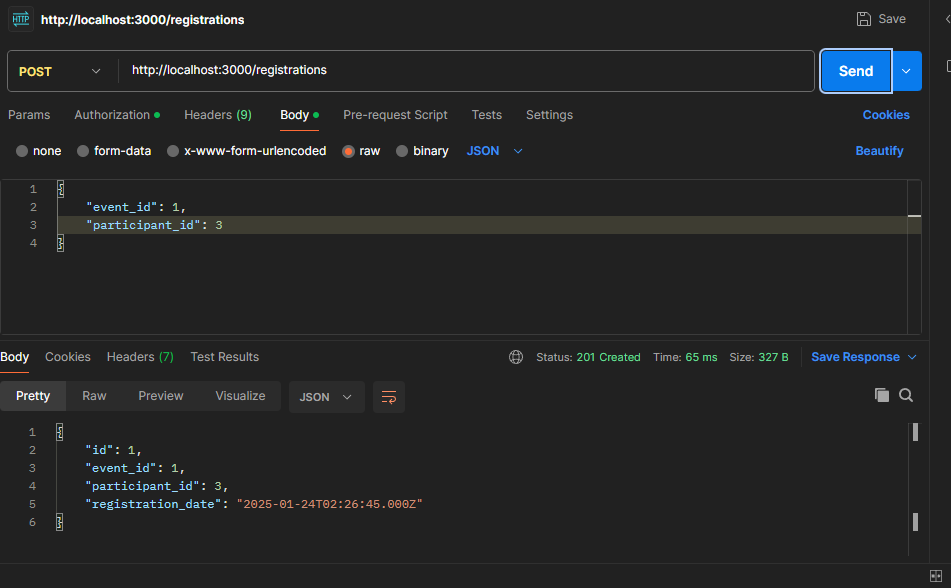 HTTP http://localhost:3000/registrations Save
POST http://localhost:3000/registrations Send
Params Authorization Headers (9) Body Pre-request Script Tests Settings Cookies
none form-data x-www-form-urlencoded raw binary JSON Beautify
1 {
2 "event_id": 1,
3 "participant_id": 3
4 }
Body Cookies Headers (7) Test Results Status: 201 Created Time: 65 ms Size: 327 B Save Response
Pretty Raw Preview Visualize JSON
1 {
2 "id": 1,
3 "event_id": 1,
4 "participant_id": 3,
5 "registration_date": "2025-01-24T02:26:45.000Z"
6 }